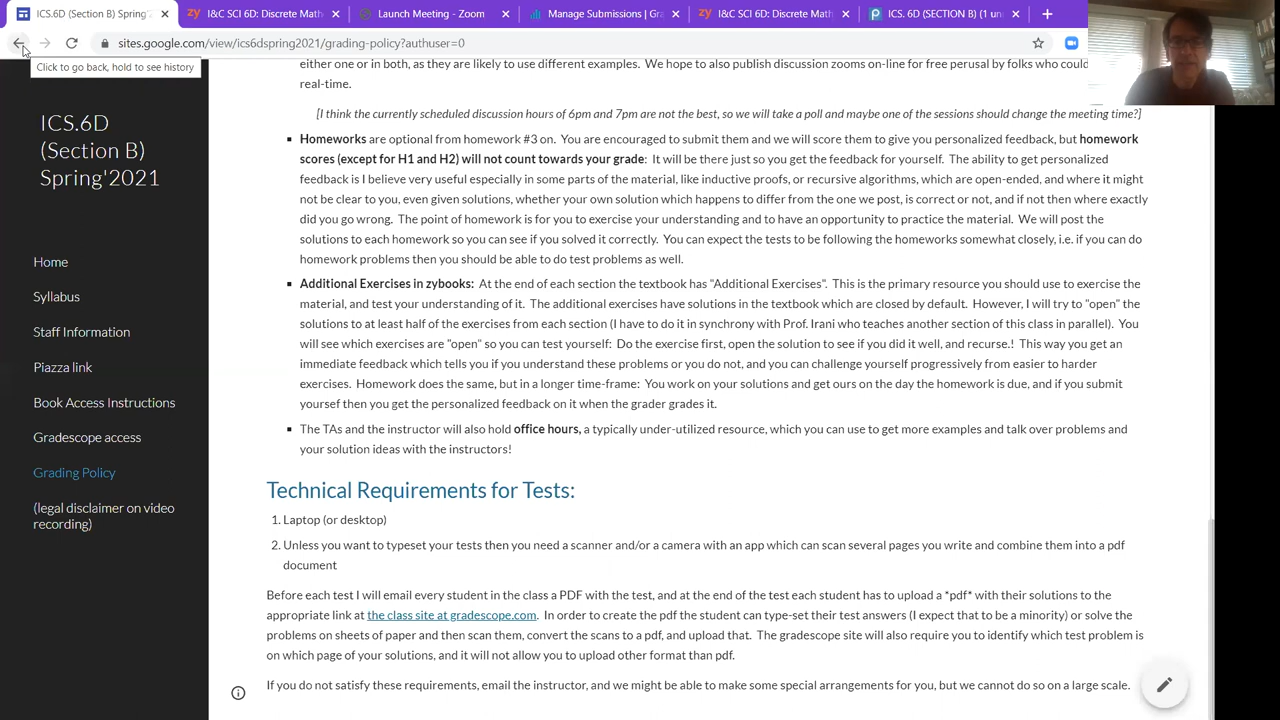 ICS.6D (Section B) Spring'
I&C SCI 6D: Discrete Math
Launch Meeting - Zoom
Manage Submissions | Gra
I&C SCI 6D: Discrete Math
ICS. 6D (SECTION B) (1 un
sites.google.com/view/ics6dspring2021/grading-po
?authuser=0
Click to go back, hold to see history
ICS.6D
(Section B)
Spring'2021
Home
Syllabus
Staff Information
Piazza link
Book Access Instructions
Gradescope access
Grading Policy
(legal disclaimer on video
recording)
either one or both, as they are likely to use different examples. We hope to also publish discussion zooms on-line for free perusal by folks who could
real-time.
[I think the currently scheduled discussion hours of 6pm and 7pm are not the best, so we will take a poll and maybe one of the sessions should change the meeting time?]
Homeworks are optional from homework #3 on. You are encouraged to submit them and we will score them to give you personalized feedback, but homework
scores (except for H1 and H2) will not count towards your grade: It will be there just so you get the feedback for yourself. The ability to get personalized
feedback is I believe very useful especially in some parts of the material, like inductive proofs, or recursive algorithms, which are open-ended, and where it might
not be clear to you, even given solutions, whether your own solution which happens to differ from the one we post, is correct or not, and if not then where exactly
did you go wrong. The point of homework is for you to exercise your understanding and to have an opportunity to practice the material. We will post the
solutions to each homework so you can see if you solved it correctly. You can expect the tests to be following the homeworks somewhat closely, i.e. if you can do
homework problems then you should be able to do test problems as well.
Additional Exercises in zybooks: At the end of each section the textbook has "Additional Exercises". This is the primary resource you should use to exercise the
material, and test your understanding of it. The additional exercises have solutions in the textbook which are closed by default. However, I will try to "open" the
solutions to at least half of the exercises from each section (I have to do it in synchrony with Prof. Irani who teaches another section of this class in parallel). You
will see which exercises are "open" so you can test yourself: Do the exercise first, open the solution to see if you did it well, and recurse.! This way you get an
immediate feedback which tells you if you understand these problems or you do not, and you can challenge yourself progressively from easier to harder
exercises. Homework does the same, but in a longer time-frame: You work on your solutions and get ours on the day the homework is due, and if you submit
yoursef then you get the personalized feedback on it when the grader grades it.
The TAs and the instructor will also hold office hours, a typically under-utilized resource, which you can use to get more examples and talk over problems and
your solution ideas with the instructors!
Technical Requirements for Tests:
1. Laptop (or desktop)
2. Unless you want to typeset your tests then you need a scanner and/or a camera with an app which can scan several pages you write and combine them into a pdf
document
Before each test I will email every student in the class a PDF with the test, and at the end of the test each student has to upload a *pdf* with their solutions to the
appropriate link at the class site at gradescope.com. In order to create the pdf the student can type-set their test answers (I expect that to be a minority) or solve the
problems on sheets of paper and then scan them, convert the scans to a pdf, and upload that. The gradescope site will also require you to identify which test problem is
on which page of your solutions, and it will not allow you to upload other format than pdf.
If you do not satisfy these requirements, email the instructor, and we might be able to make some special arrangements for you, but we cannot do so on a large scale.